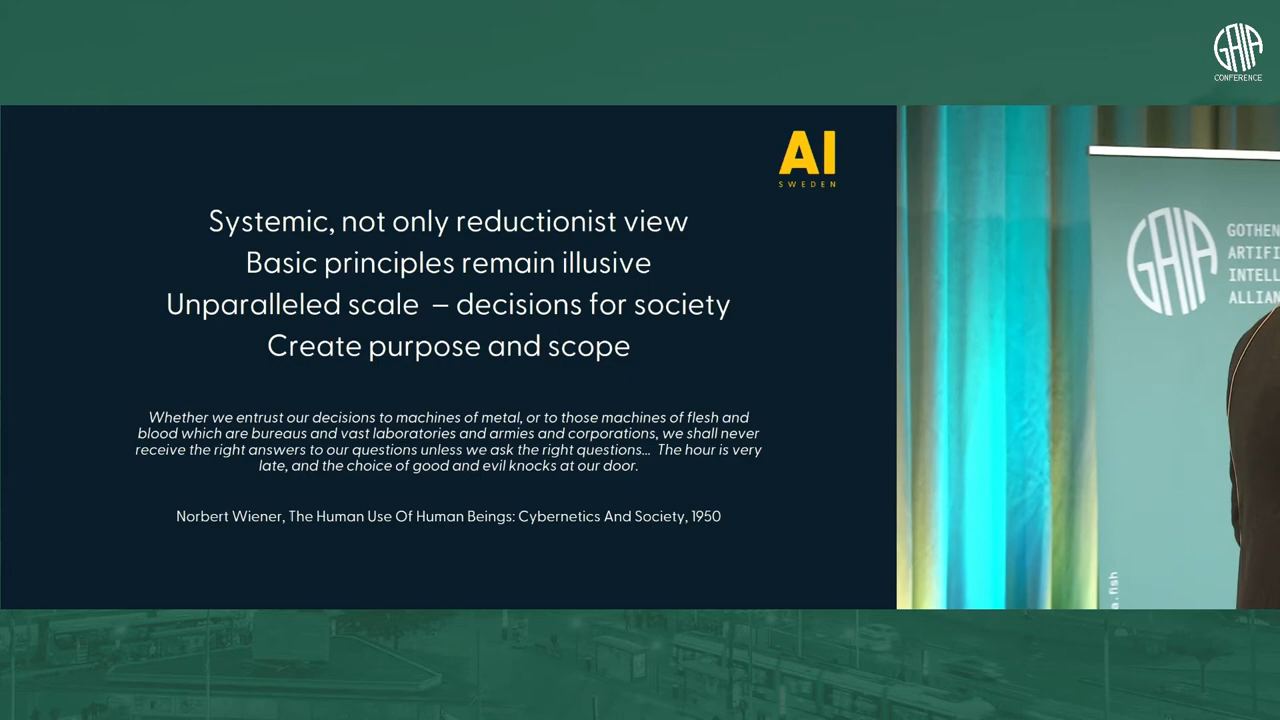 GAIA
CONFERENCE
AI
SWEDEN
Systemic, not only reductionist view
Basic principles remain illusive
Unparalleled scale – decisions for society
Create purpose and scope
Whether we entrust our decisions to machines of metal, or to those machines of flesh and
blood which are bureaus and vast laboratories and armies and corporations, we shall never
receive the right answers to our questions unless we ask the right questions... The hour is very
late, and the choice of good and evil knocks at our door.
Norbert Wiener, The Human Use Of Human Beings: Cybernetics And Society, 1950
GAIA
GOTHEN
ARTIFI
INTELL
ALLIAN
a.fish